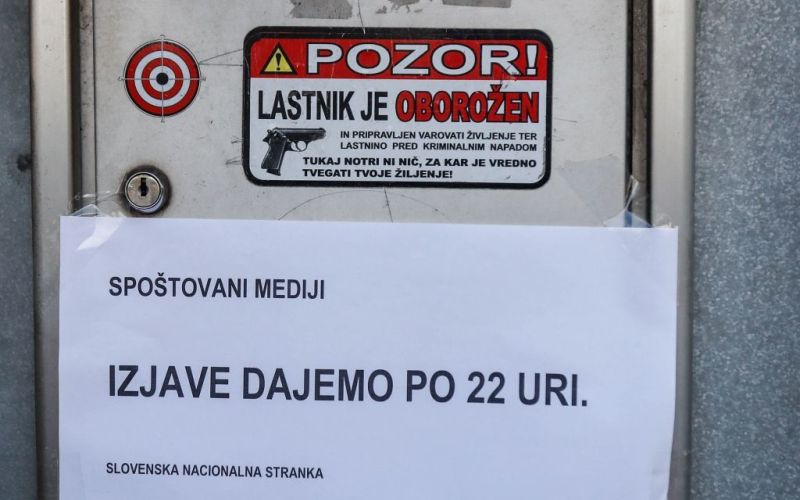 POZOR!
LASTNIK JE OBOROŽEN
IN PRIPRAVLJEN VAROVATI ŽIVLJENJE TER
LASTNINO PRED KRIMINALNIM NAPADOM
TUKAJ NOTRI NI NIČ, ZA KAR JE VREDNO
TVEGATI TVOJE ŽILJENJE!
SPOŠTOVANI MEDIJI
IZJAVE DAJEMO PO 22 URI.
SLOVENSKA NACIONALNA STRANKA